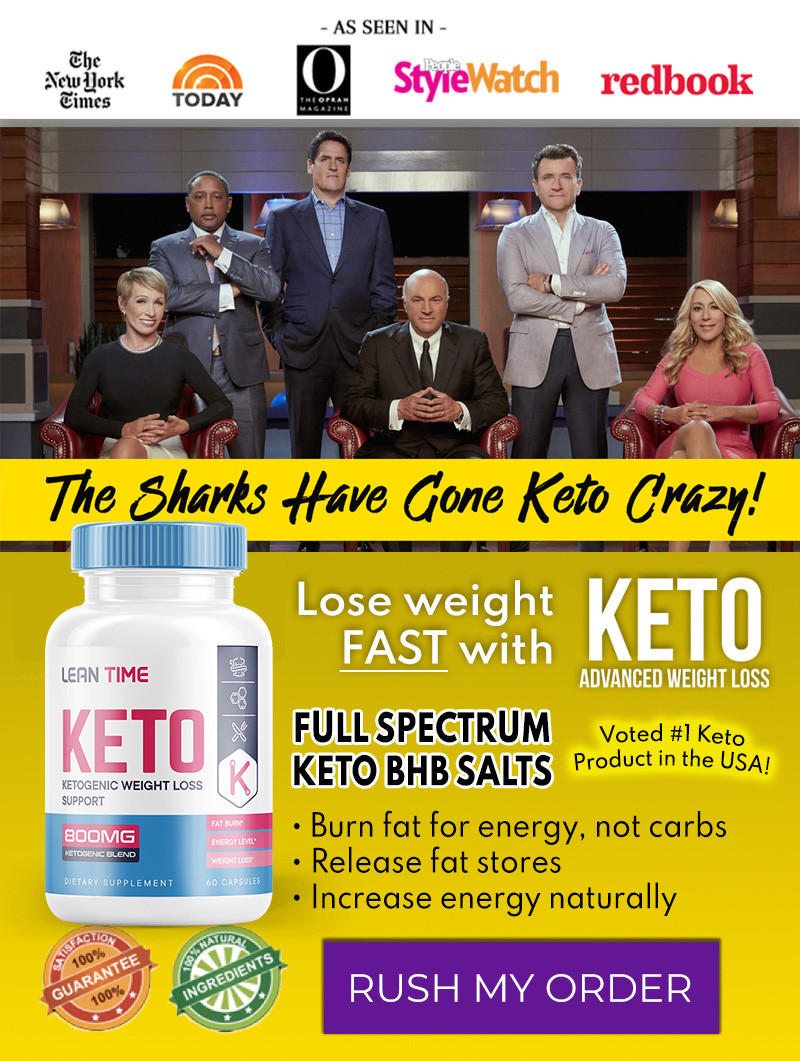 - AS SEEN IN -
The
New York
Times
TODAY
O
THE OPRAH
MAGAZINE
People
StyleWatch
redbook
The Sharks Have Gone Keto Crazy!
LEAN TIME
KETO
KETOGENIC WEIGHT LOSS
SUPPORT
K
800MG
KETOGENIC BLEND
FAT BURN*
ENERGY LEVEL*
WEIGHT LOSS*
DIETARY SUPPLEMENT
60 CAPSULES
Lose weight
FAST with
KETO
ADVANCED WEIGHT LOSS
FULL SPECTRUM
KETO BHB SALTS
Voted #1 Keto
Product in the USA!
• Burn fat for energy, not carbs
• Release fat stores
• Increase energy naturally
SATISFACTION
100%
GUARANTEE
100%
100% NATURAL
INGREDIENTS
RUSH MY ORDER